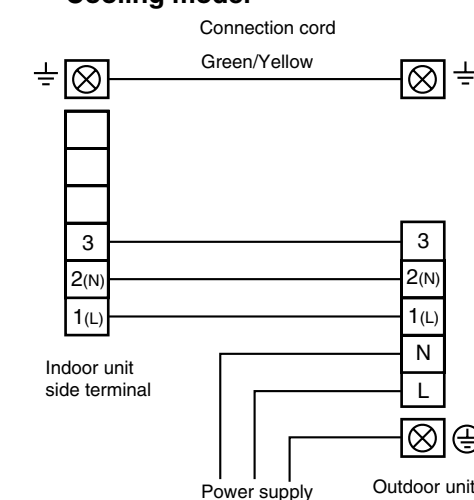 Cooling model
Connection cord
Green/Yellow
3
2(N)
1(L)
3
2(N)
1(L)
N
L
Indoor unit
side terminal
Power supply
Outdoor unit